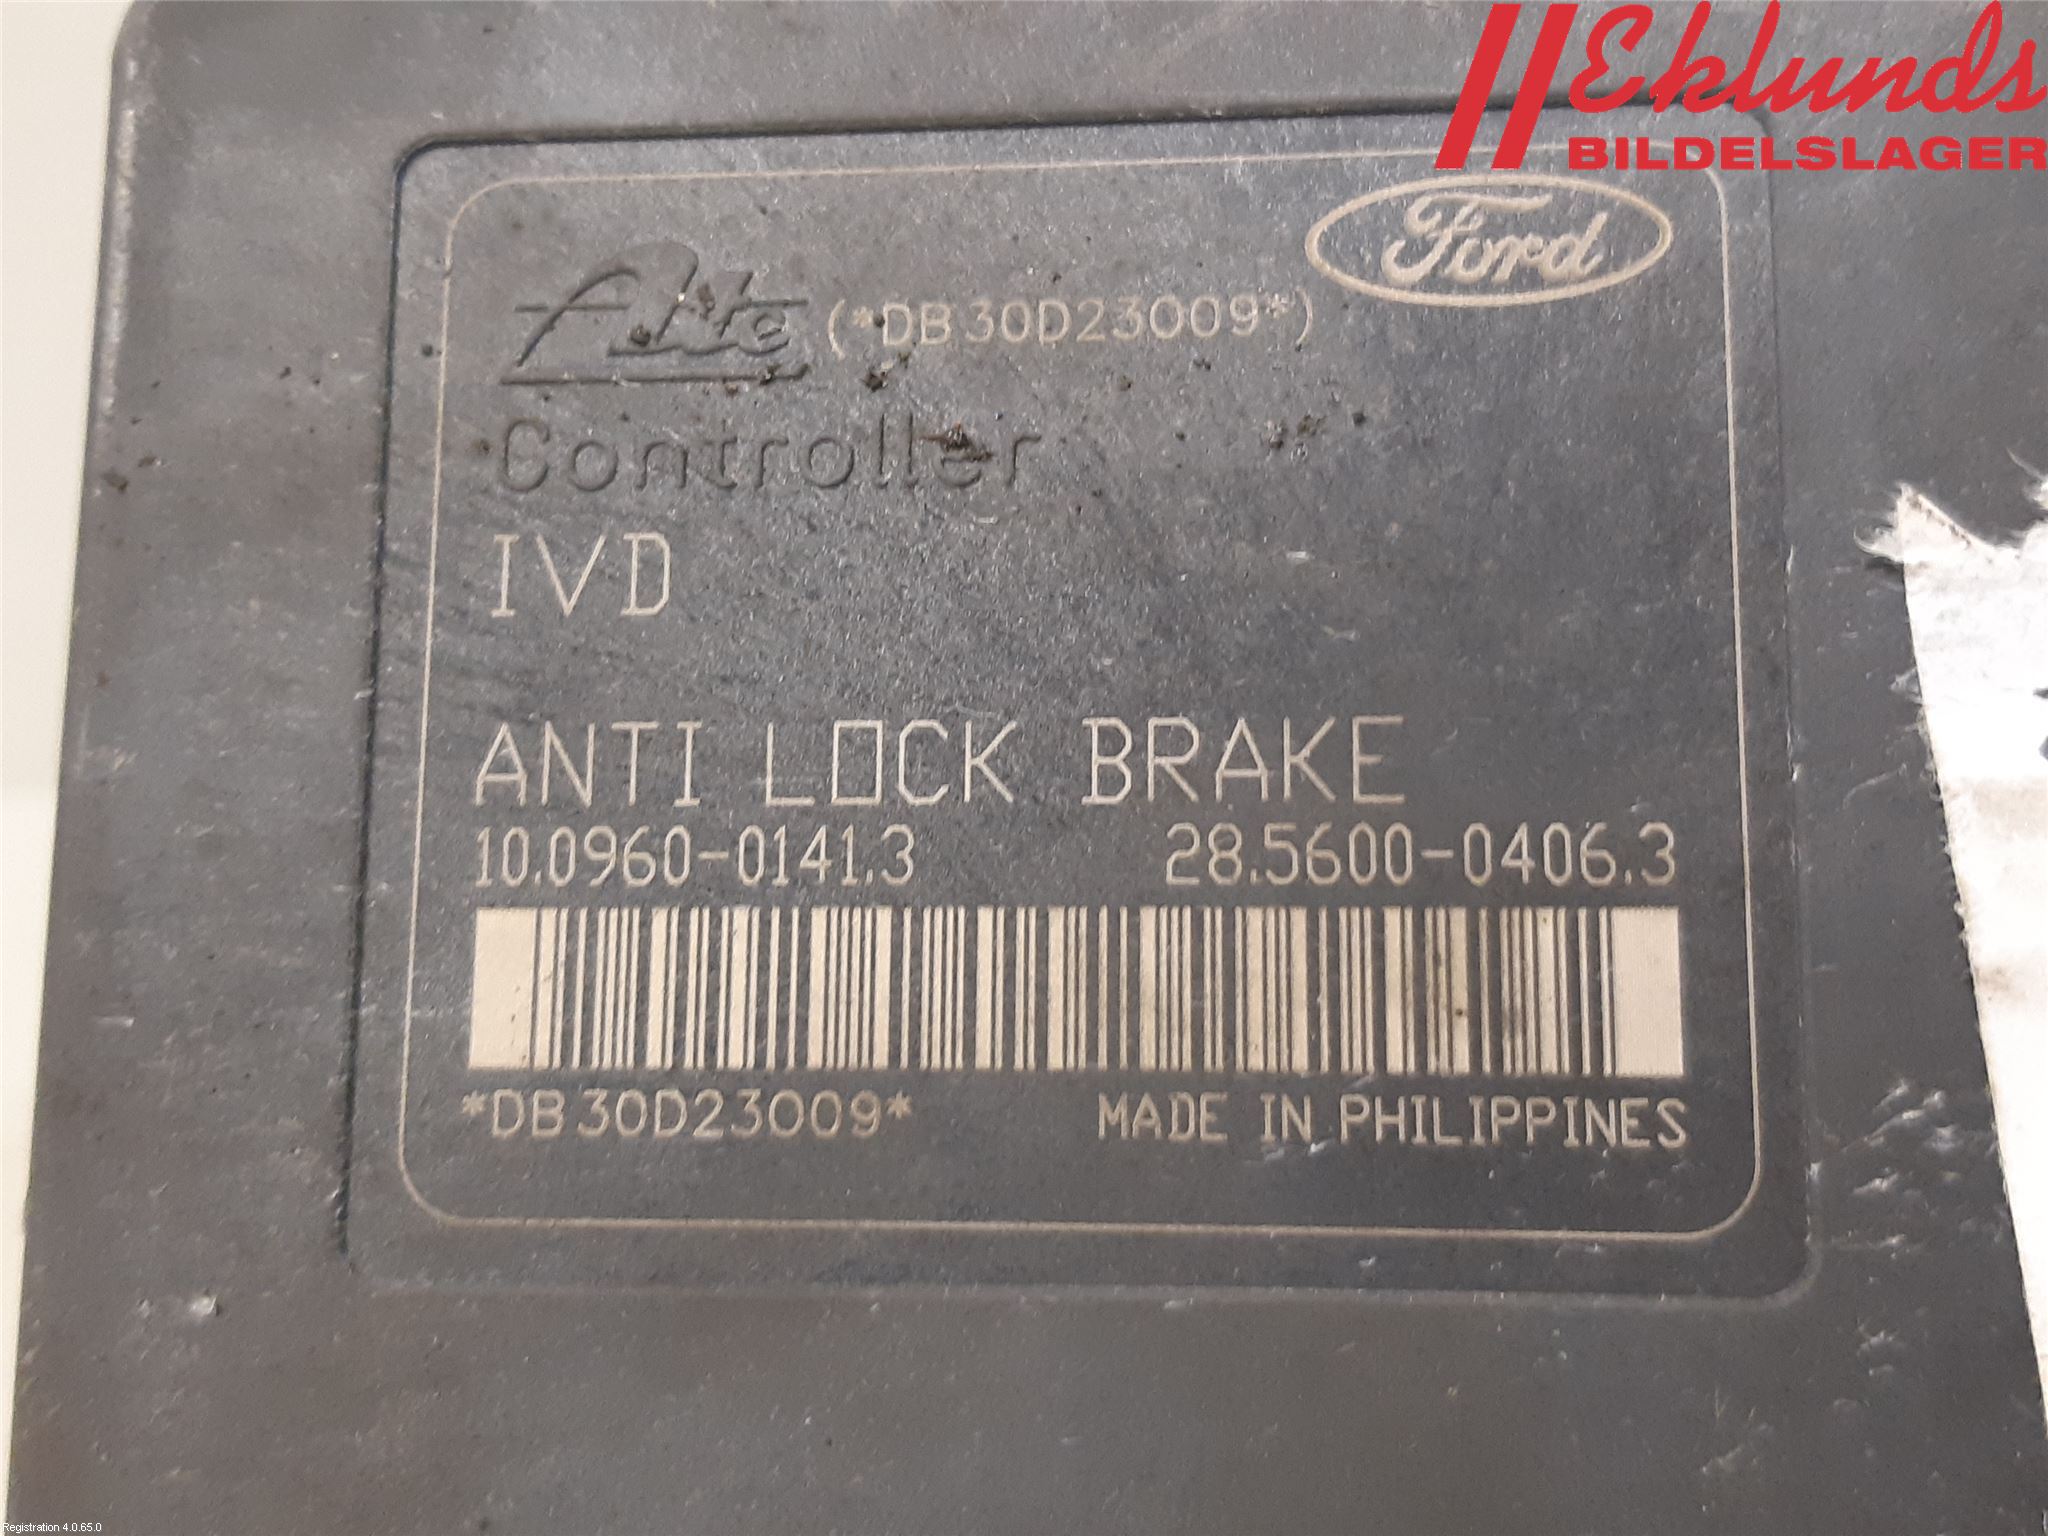 Eklunds
BILDELSLAGER
Ford
Ate (*DB30D23009*)
Controller
IVD
ANTI LOCK BRAKE
10.0960-0141.3 28.5600-0406.3
*DB30D23009* MADE IN PHILIPPINES
Registration 4.0.65.0